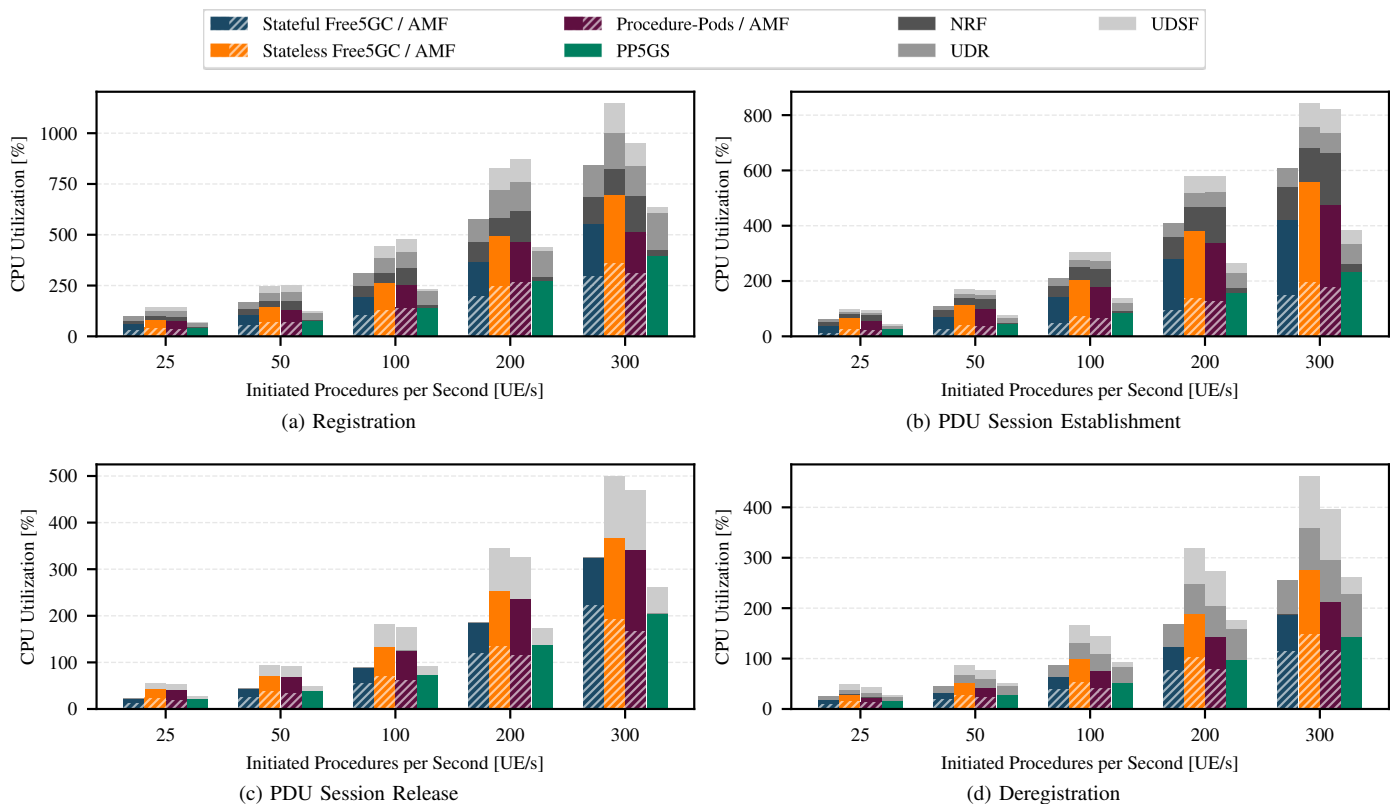 Stateful Free5GC / AMF
Procedure-Pods / AMF
NRF
UDSF
Stateless Free5GC / AMF
PP5GS
UDR
CPU Utilization [%]
1000
750
500
250
0
25 50 100 200 300
Initiated Procedures per Second [UE/s]
(a) Registration
CPU Utilization [%]
800
600
400
200
0
25 50 100 200 300
Initiated Procedures per Second [UE/s]
(b) PDU Session Establishment
CPU Utilization [%]
500
400
300
200
100
0
25 50 100 200 300
Initiated Procedures per Second [UE/s]
(c) PDU Session Release
CPU Utilization [%]
400
300
200
100
0
25 50 100 200 300
Initiated Procedures per Second [UE/s]
(d) Deregistration